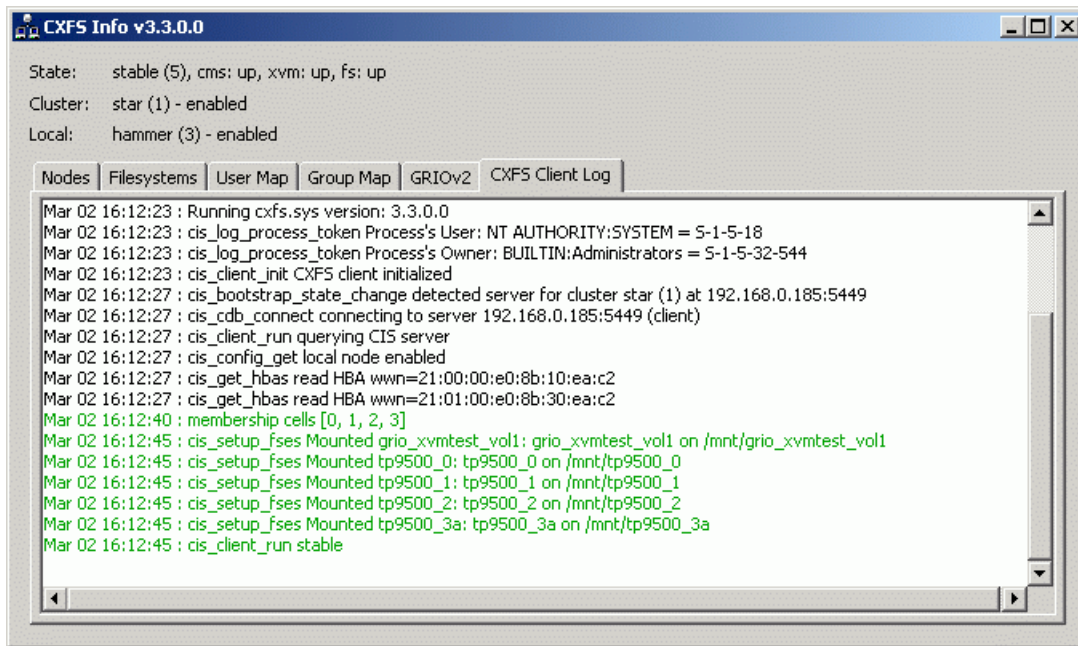 CXFS Info v3.3.0.0
State: stable (5), cms: up, xvm: up, fs: up
Cluster: star (1) - enabled
Local: hammer (3) - enabled
Nodes Filesystems User Map Group Map GRIOv2 CXFS Client Log
Mar 02 16:12:23 : Running cxfs.sys version: 3.3.0.0
Mar 02 16:12:23 : cis_log_process_token Process's User: NT AUTHORITY:SYSTEM = S-1-5-18
Mar 02 16:12:23 : cis_log_process_token Process's Owner: BUILTIN:Administrators = S-1-5-32-544
Mar 02 16:12:23 : cis_client_init CXFS client initialized
Mar 02 16:12:27 : cis_bootstrap_state_change detected server for cluster star (1) at 192.168.0.185:5449
Mar 02 16:12:27 : cis_cdb_connect connecting to server 192.168.0.185:5449 (client)
Mar 02 16:12:27 : cis_client_run querying CIS server
Mar 02 16:12:27 : cis_config_get local node enabled
Mar 02 16:12:27 : cis_get_hbas read HBA wwn=21:00:00:e0:8b:10:ea:c2
Mar 02 16:12:27 : cis_get_hbas read HBA wwn=21:01:00:e0:8b:30:ea:c2
Mar 02 16:12:40 : membership cells [0, 1, 2, 3]
Mar 02 16:12:45 : cis_setup_fses Mounted grio_xvmtest_vol1: grio_xvmtest_vol1 on /mnt/grio_xvmtest_vol1
Mar 02 16:12:45 : cis_setup_fses Mounted tp9500_0: tp9500_0 on /mnt/tp9500_0
Mar 02 16:12:45 : cis_setup_fses Mounted tp9500_1: tp9500_1 on /mnt/tp9500_1
Mar 02 16:12:45 : cis_setup_fses Mounted tp9500_2: tp9500_2 on /mnt/tp9500_2
Mar 02 16:12:45 : cis_setup_fses Mounted tp9500_3a: tp9500_3a on /mnt/tp9500_3a
Mar 02 16:12:45 : cis_client_run stable